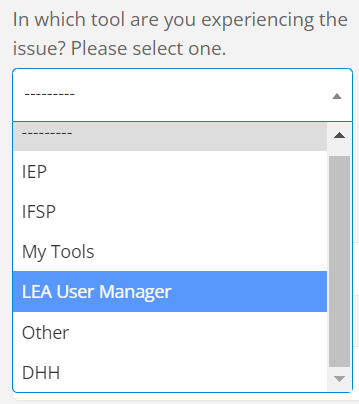 In which tool are you experiencing the
issue? Please select one.
---------
---------
IEP
IFSP
My Tools
LEA User Manager
Other
DHH